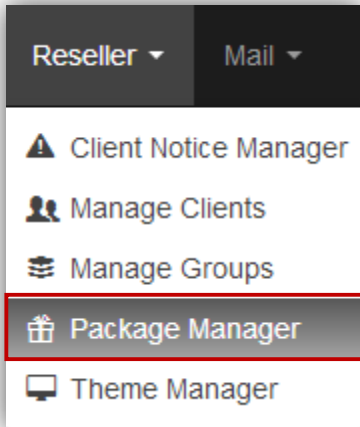 Reseller Mail
Client Notice Manager
Manage Clients
Manage Groups
Package Manager
Theme Manager